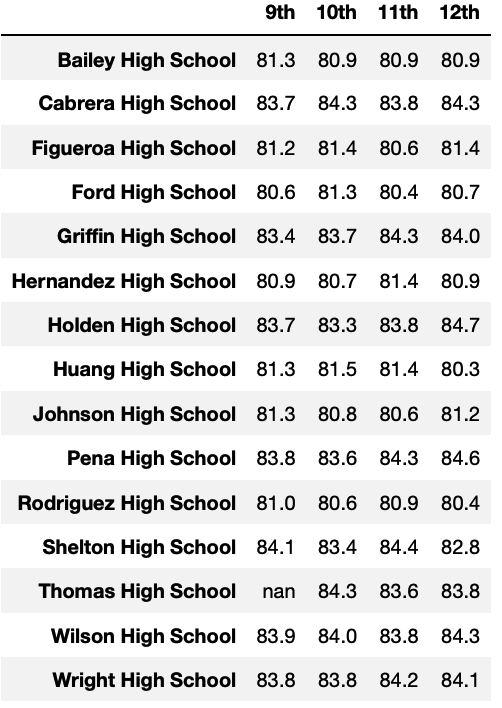 9th 10th 11th 12th
Bailey High School 81.3 80.9 80.9 80.9
Cabrera High School 83.7 84.3 83.8 84.3
Figueroa High School 81.2 81.4 80.6 81.4
Ford High School 80.6 81.3 80.4 80.7
Griffin High School 83.4 83.7 84.3 84.0
Hernandez High School 80.9 80.7 81.4 80.9
Holden High School 83.7 83.3 83.8 84.7
Huang High School 81.3 81.5 81.4 80.3
Johnson High School 81.3 80.8 80.6 81.2
Pena High School 83.8 83.6 84.3 84.6
Rodriguez High School 81.0 80.6 80.9 80.4
Shelton High School 84.1 83.4 84.4 82.8
Thomas High School nan 84.3 83.6 83.8
Wilson High School 83.9 84.0 83.8 84.3
Wright High School 83.8 83.8 84.2 84.1